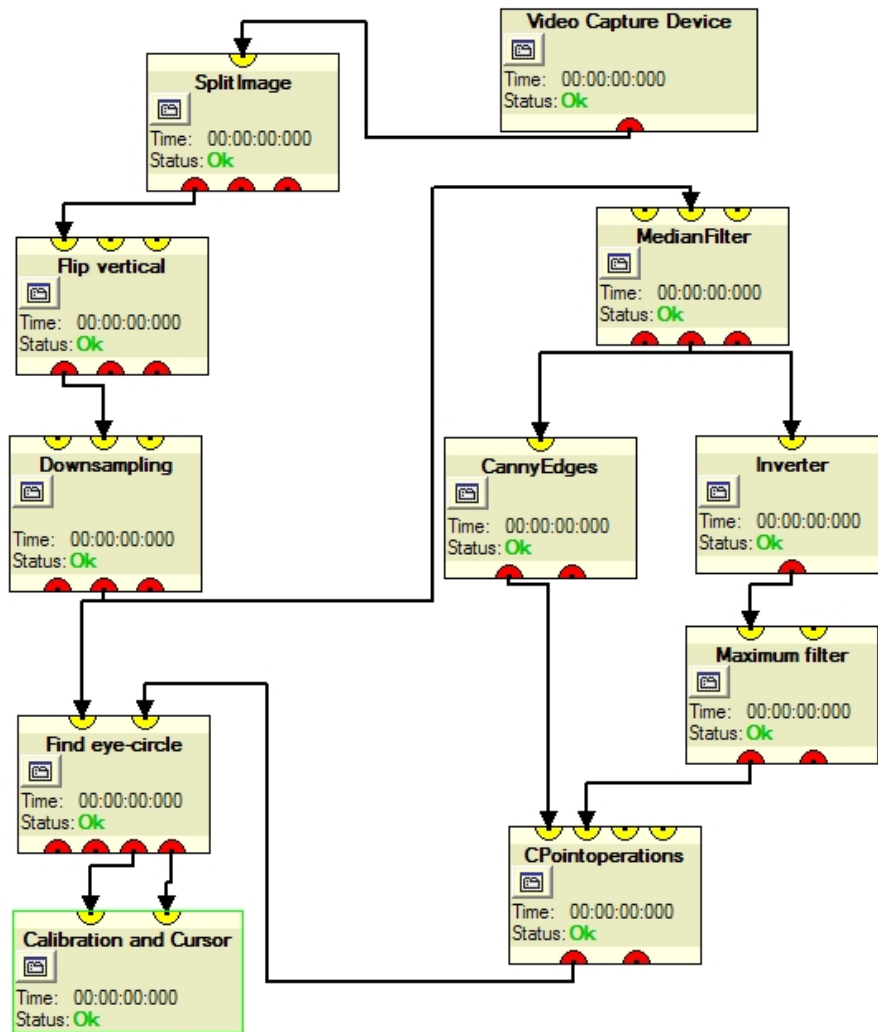 Video Capture Device
Time: 00:00:00:000
Status: Ok
SplitImage
Time: 00:00:00:000
Status: Ok
Flip vertical
Time: 00:00:00:000
Status: Ok
MedianFilter
Time: 00:00:00:000
Status: Ok
Downsampling
Time: 00:00:00:000
Status: Ok
CannyEdges
Time: 00:00:00:000
Status: Ok
Inverter
Time: 00:00:00:000
Status: Ok
Maximum filter
Time: 00:00:00:000
Status: Ok
Find eye-circle
Time: 00:00:00:000
Status: Ok
CPointoperations
Time: 00:00:00:000
Status: Ok
Calibration and Cursor
Time: 00:00:00:000
Status: Ok